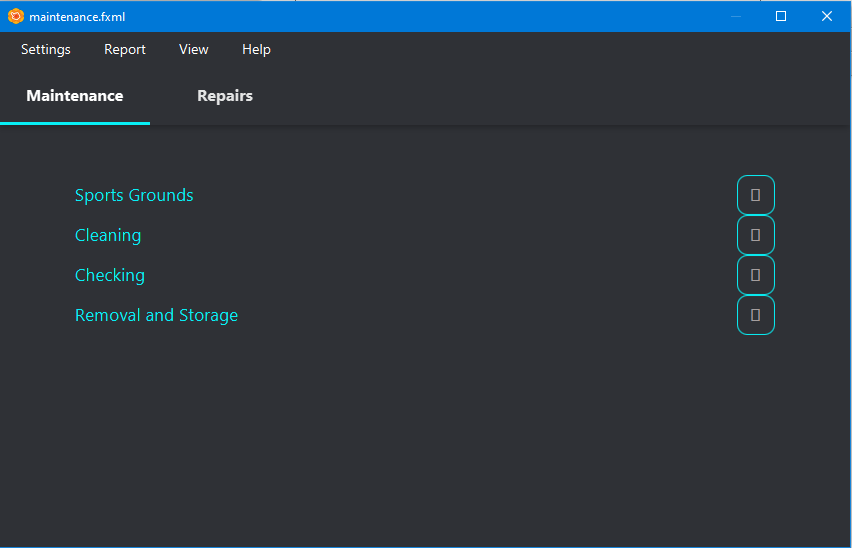 maintenance.fxml
Settings Report View Help
Maintenance Repairs
Sports Grounds
Cleaning
Checking
Removal and Storage